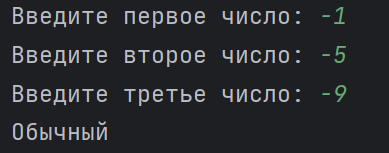 Введите первое число: -1
Введите второе число: -5
Введите третье число: -9
Обычный